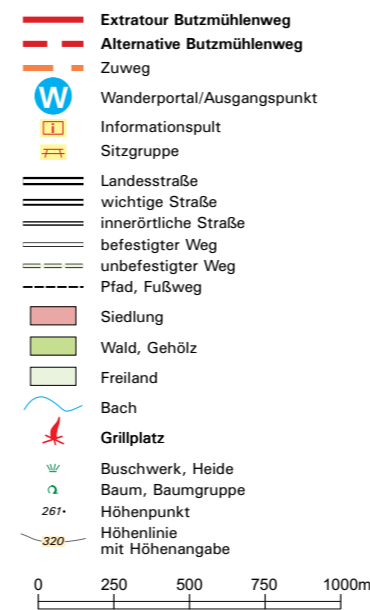 Extratour Butzmühlenweg
Alternative Butzmühlenweg
Zuweg
W Wanderportal/Ausgangspunkt
i Informationspult
Sitzgruppe
Landesstraße
wichtige Straße
innerörtliche Straße
befestigter Weg
unbefestigter Weg
Pfad, Fußweg
Siedlung
Wald, Gehölz
Freiland
Bach
Grillplatz
Buschwerk, Heide
Baum, Baumgruppe
261• Höhenpunkt
320 Höhenlinie
mit Höhenangabe
0 250 500 750 1000m